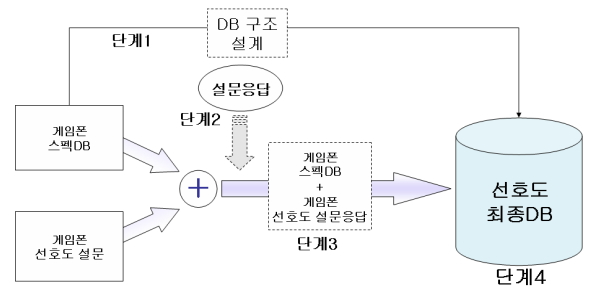 DB 구조
설계
단계1
설문응답
단계2
게임폰
스펙DB
게임폰
스펙DB
+
게임폰
선호도 설문응답
단계3
+
게임폰
선호도 설문
선호도
최종DB
단계4